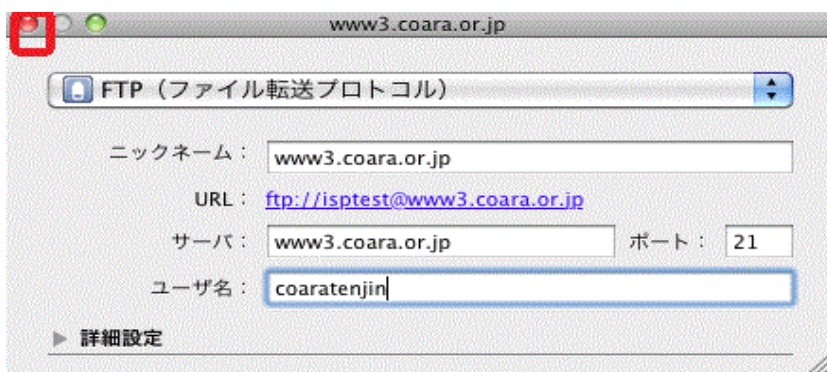 www3.coara.or.jp
FTP（ファイル転送プロトコル）
ニックネーム： www3.coara.or.jp
URL： ftp://isptest@www3.coara.or.jp
サーバ： www3.coara.or.jp ポート： 21
ユーザ名： coaratenjin
詳細設定